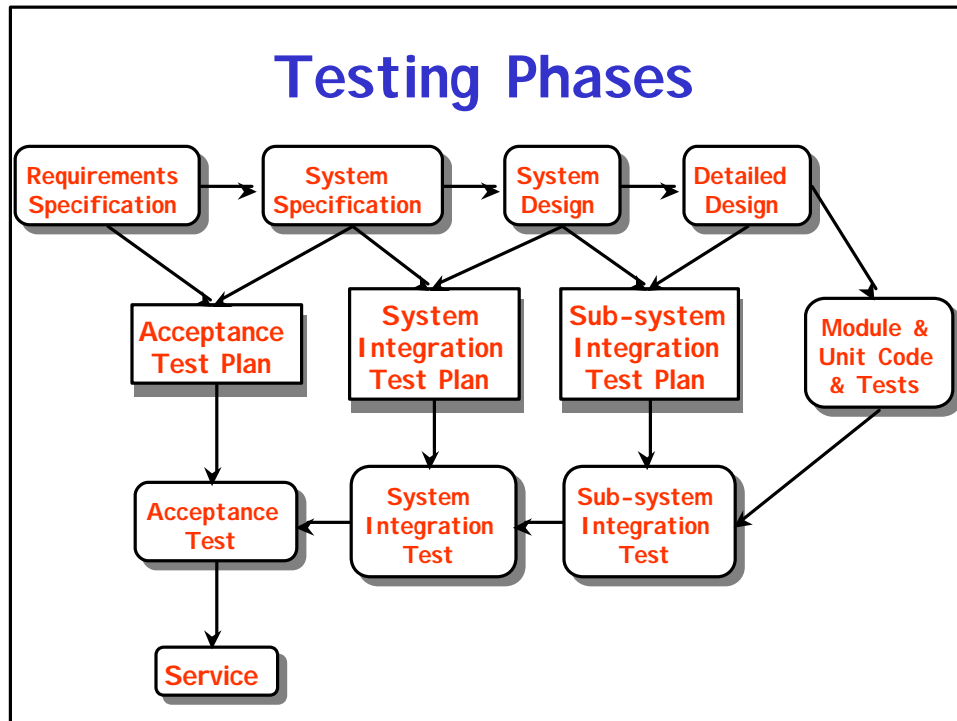 Testing Phases
Requirements
Specification
System
Specification
System
Design
Detailed
Design
Acceptance
Test Plan
System
Integration
Test Plan
Sub-system
Integration
Test Plan
Module &
Unit Code
& Tests
Acceptance
Test
System
Integration
Test
Sub-system
Integration
Test
Service